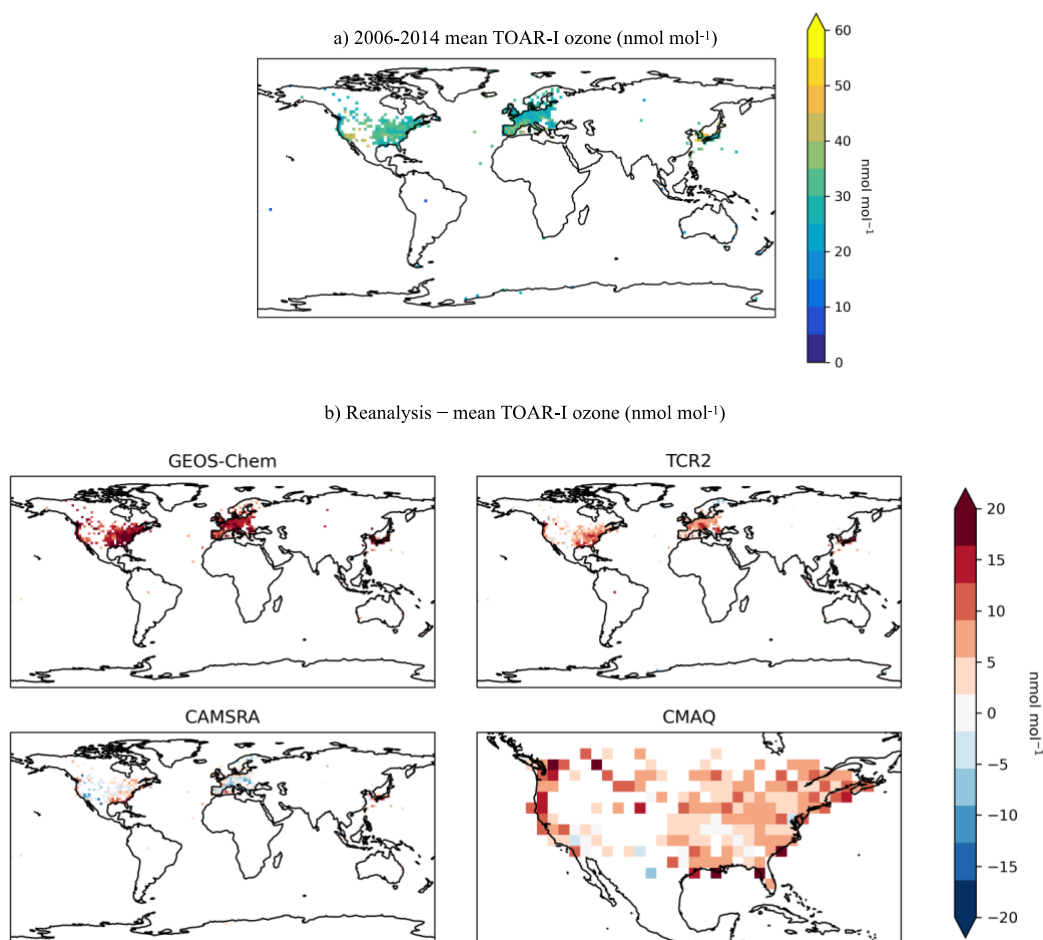 a) 2006-2014 mean TOAR-I ozone (nmol mol⁻¹)
60
50
40
30
20
10
0
nmol mol⁻¹
b) Reanalysis − mean TOAR-I ozone (nmol mol⁻¹)
GEOS-Chem
TCR2
CAMSRA
CMAQ
20
15
10
5
0
−5
−10
−15
−20
nmol mol⁻¹